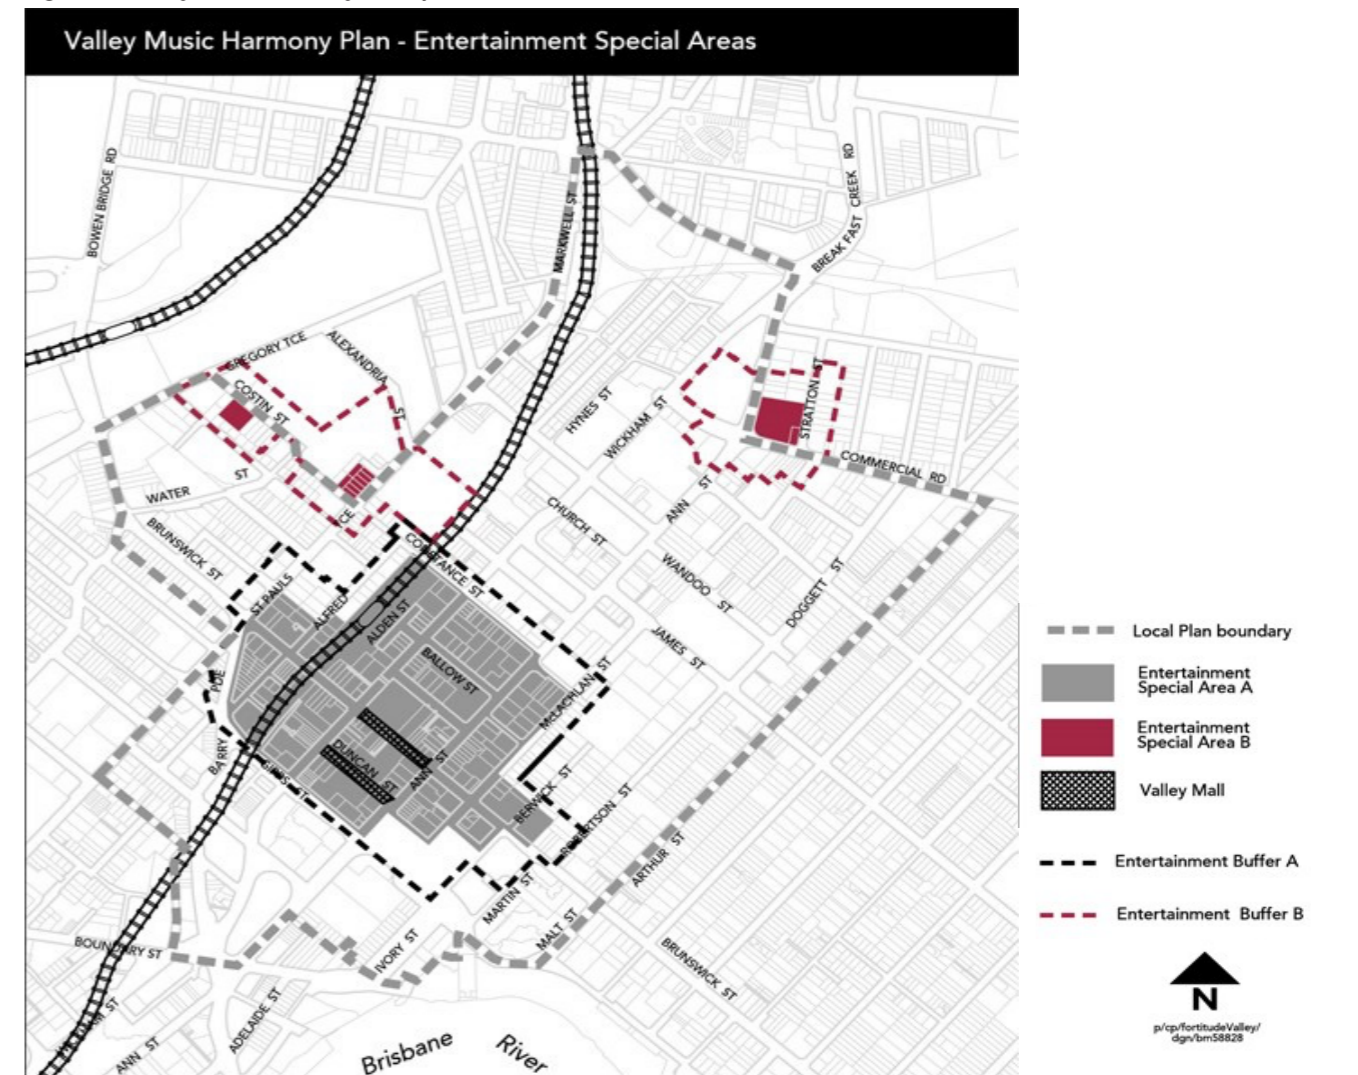 Valley Music Harmony Plan - Entertainment Special Areas
BOWEN BRIDGE RD
MARKWELL ST
BREAK FAST CREEK RD
GREGORY TCE
ALEXANDRIA ST
COSTIN ST
STRATTON ST
HYNES ST
WICKHAM ST
COMMERCIAL RD
WATER ST
BRUNSWICK ST
CE
CHURCH ST
ANN ST
CONSTANCE ST
WANDOO ST
DOGGETT ST
ST PAULS
ALFRED
ALDEN ST
JAMES ST
BALLOW ST
McLACHLAN ST
PDE
BARRY
GIPPS ST
DUNCAN ST
ANN ST
BERWICK ST
ROBERTSON ST
ARTHUR ST
MARTIN ST
MALT ST
IVORY ST
BOUNDARY ST
BRUNSWICK ST
ADELAIDE ST
ST
ANN ST
Brisbane River
Local Plan boundary
Entertainment
Special Area A
Entertainment
Special Area B
Valley Mall
Entertainment Buffer A
Entertainment Buffer B
N
p/cp/fortitudeValley/
dgn/bm58828